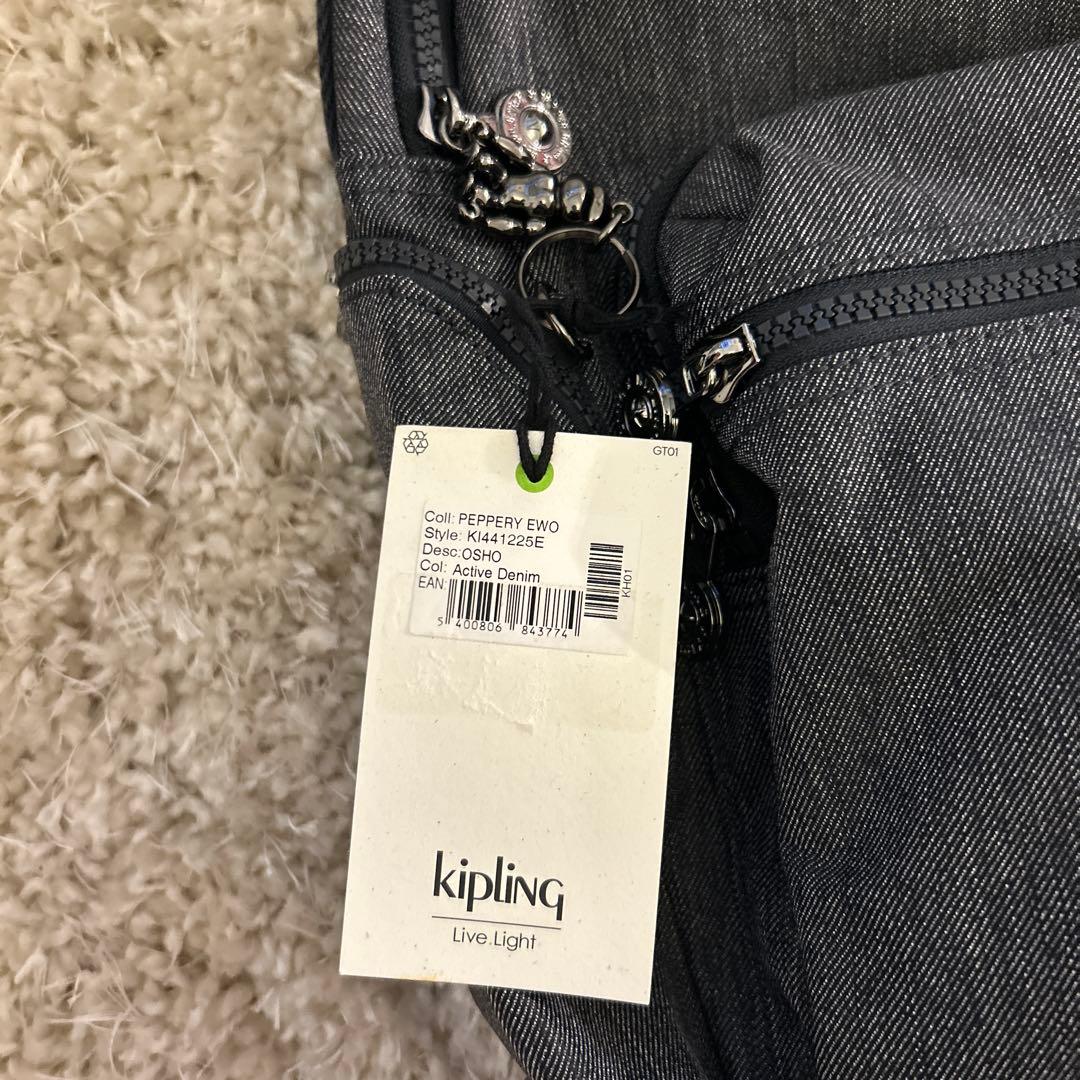 GT01
Coll: PEPPERY EWO
Style: KI441225E
Desc:OSHO
Col: Active Denim
EAN:
5 400806 843774
KH01
kipling
Live.Light